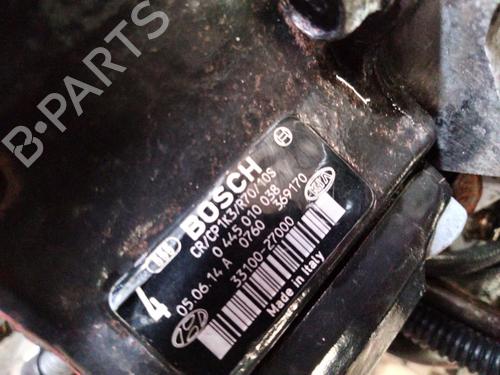 B-PARTS
BOSCH
CR/CP1K3/R70/10S
0 445 010 038
05.06.14 A 0760 369170
4
33100-27000
Made in Italy
KIA